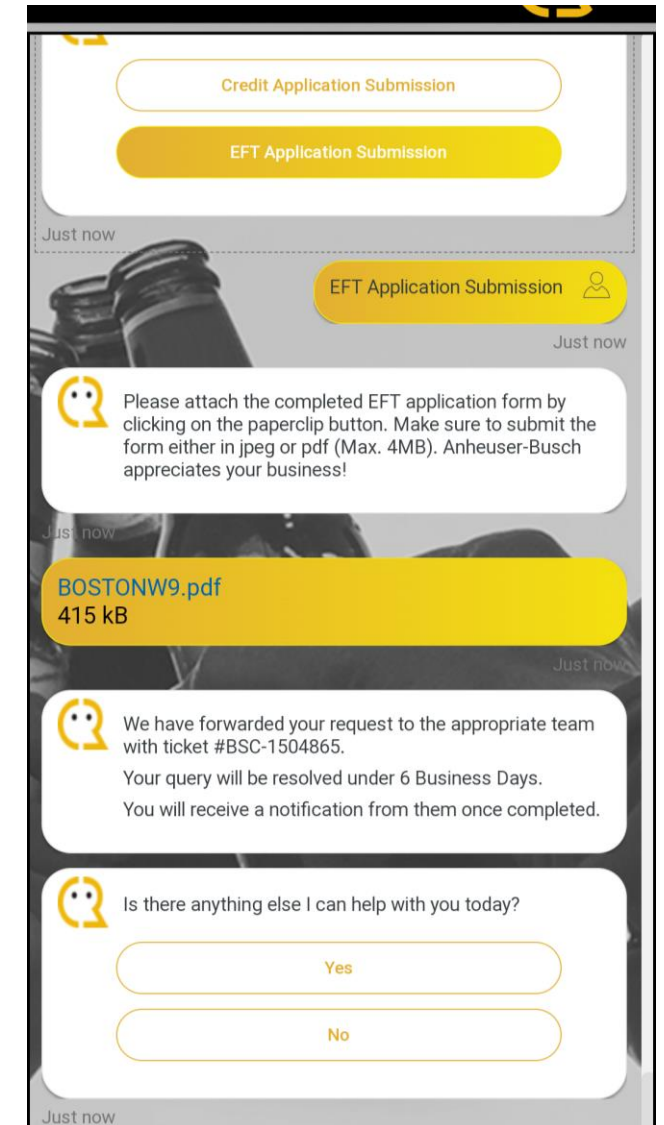 Credit Application Submission
EFT Application Submission
Just now
EFT Application Submission
Just now
Please attach the completed EFT application form by
clicking on the paperclip button. Make sure to submit the
form either in jpeg or pdf (Max. 4MB). Anheuser-Busch
appreciates your business!
Just now
BOSTONW9.pdf
415 kB
Just now
We have forwarded your request to the appropriate team
with ticket #BSC-1504865.
Your query will be resolved under 6 Business Days.
You will receive a notification from them once completed.
Is there anything else I can help with you today?
Yes
No
Just now